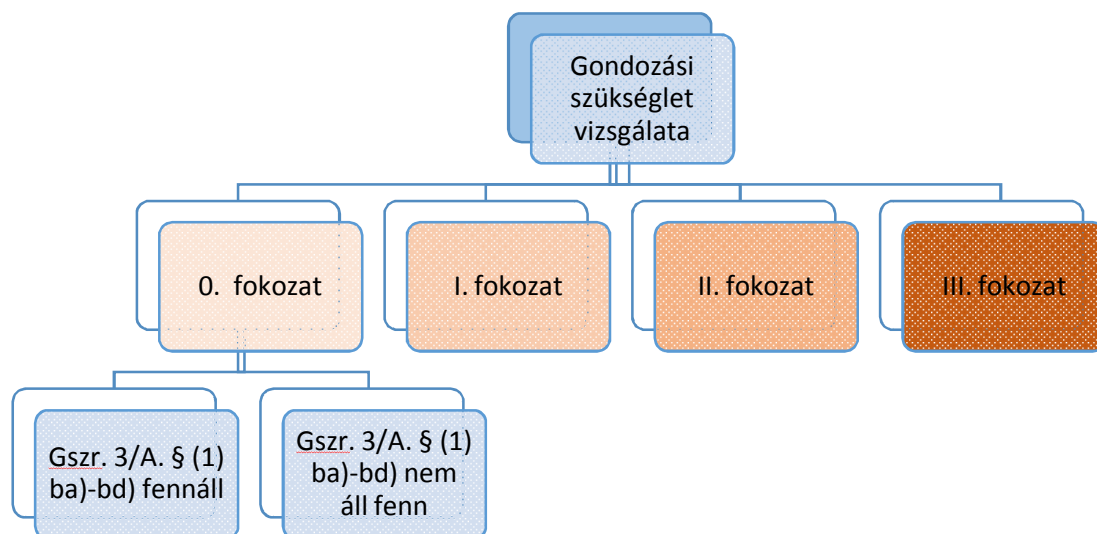 Gondozási
szükséglet
vizsgálata
0. fokozat
I. fokozat
II. fokozat
III. fokozat
Gszr. 3/A. § (1)
ba)-bd) fennáll
Gszr. 3/A. § (1)
ba)-bd) nem
áll fenn